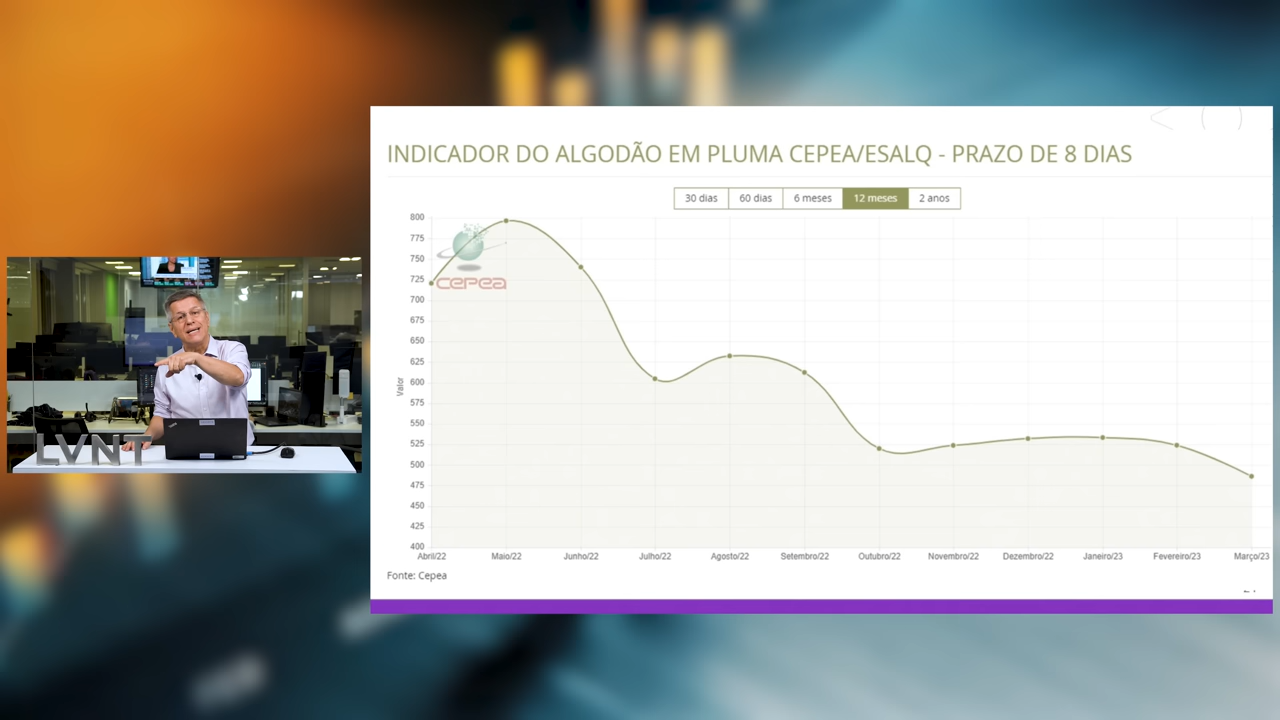 INDICADOR DO ALGODÃO EM PLUMA CEPEA/ESALQ - PRAZO DE 8 DIAS
30 dias 60 dias 6 meses 12 meses 2 anos
800
775
750
725
700
675
650
625
600
575
550
525
500
475
450
425
400
Valor
cepea
Abril/22 Maio/22 Junho/22 Julho/22 Agosto/22 Setembro/22 Outubro/22 Novembro/22 Dezembro/22 Janeiro/23 Fevereiro/23 Março/23
Fonte: Cepea
LVNT